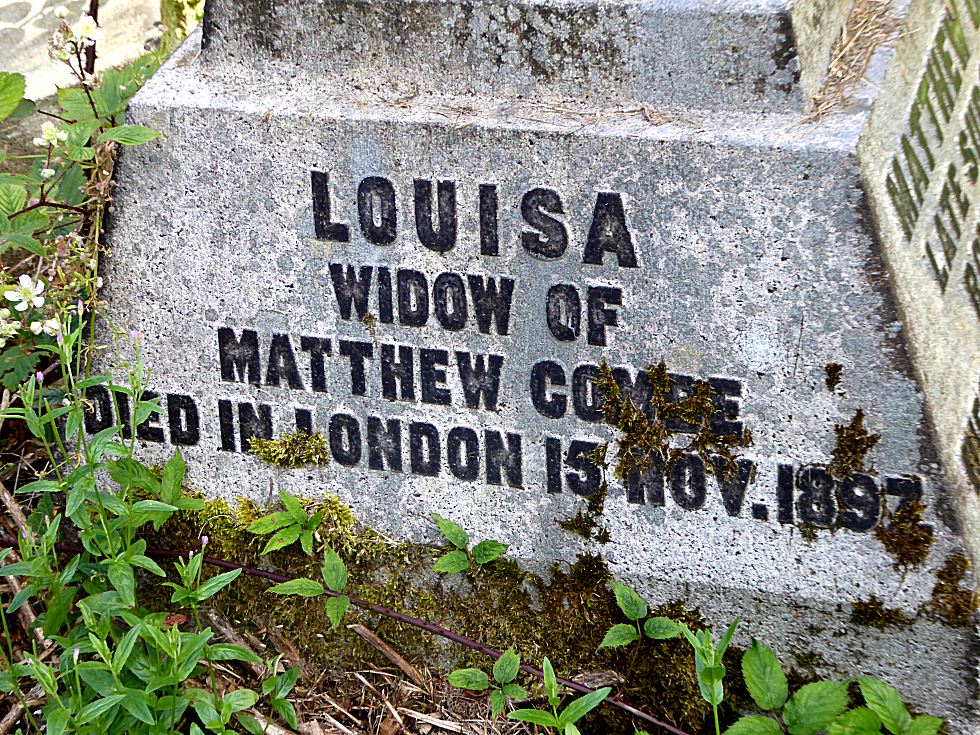 LOUISA
WIDOW OF
MATTHEW COMBE
DIED IN LONDON 15 NOV. 1897